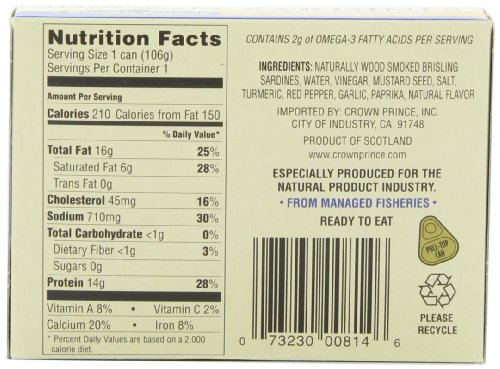 Nutrition Facts
Serving Size 1 can (106g)
Servings Per Container 1
Amount Per Serving
Calories 210 Calories from Fat 150
% Daily Value*
Total Fat 16g 25%
Saturated Fat 6g 28%
Trans Fat 0g
Cholesterol 45mg 16%
Sodium 710mg 30%
Total Carbohydrate <1g 0%
Dietary Fiber <1g 3%
Sugars 0g
Protein 14g 28%
Vitamin A 8% • Vitamin C 2%
Calcium 20% • Iron 8%
* Percent Daily Values are based on a 2,000
calorie diet.
CONTAINS 2g of OMEGA-3 FATTY ACIDS PER SERVING
INGREDIENTS: NATURALLY WOOD SMOKED BRISLING
SARDINES, WATER, VINEGAR, MUSTARD SEED, SALT,
TURMERIC, RED PEPPER, GARLIC, PAPRIKA, NATURAL FLAVOR
IMPORTED BY: CROWN PRINCE, INC.
CITY OF INDUSTRY, CA 91748
PRODUCT OF SCOTLAND
www.crownprince.com
ESPECIALLY PRODUCED FOR THE
NATURAL PRODUCT INDUSTRY.
• FROM MANAGED FISHERIES •
READY TO EAT
PULL-TOP
CAN
PLEASE
RECYCLE
0 73230 00814 6